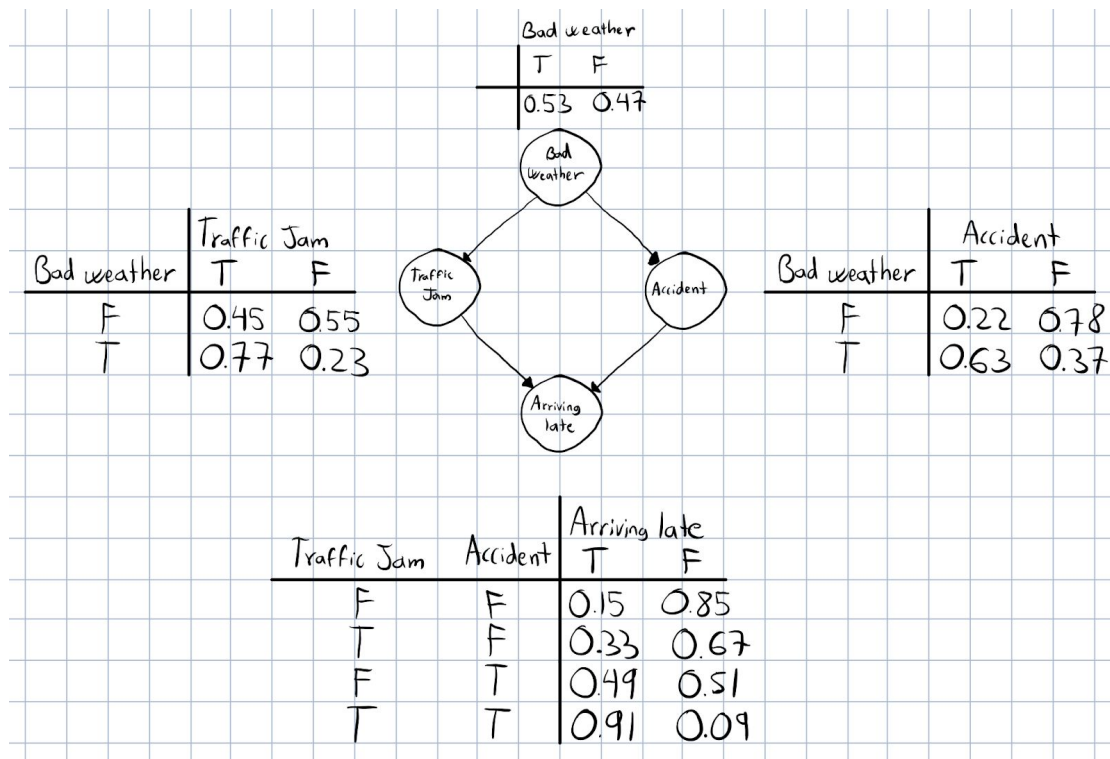 Bad weather
T F
0.53 0.47
Bad
Weather
Traffic Jam
Bad weather T F
F 0.45 0.55
T 0.77 0.23
Traffic
Jam
Accident
Accident
Bad weather T F
F 0.22 0.78
T 0.63 0.37
Arriving
late
Arriving late
Traffic Jam Accident T F
F F 0.15 0.85
T F 0.33 0.67
F T 0.49 0.51
T T 0.91 0.09